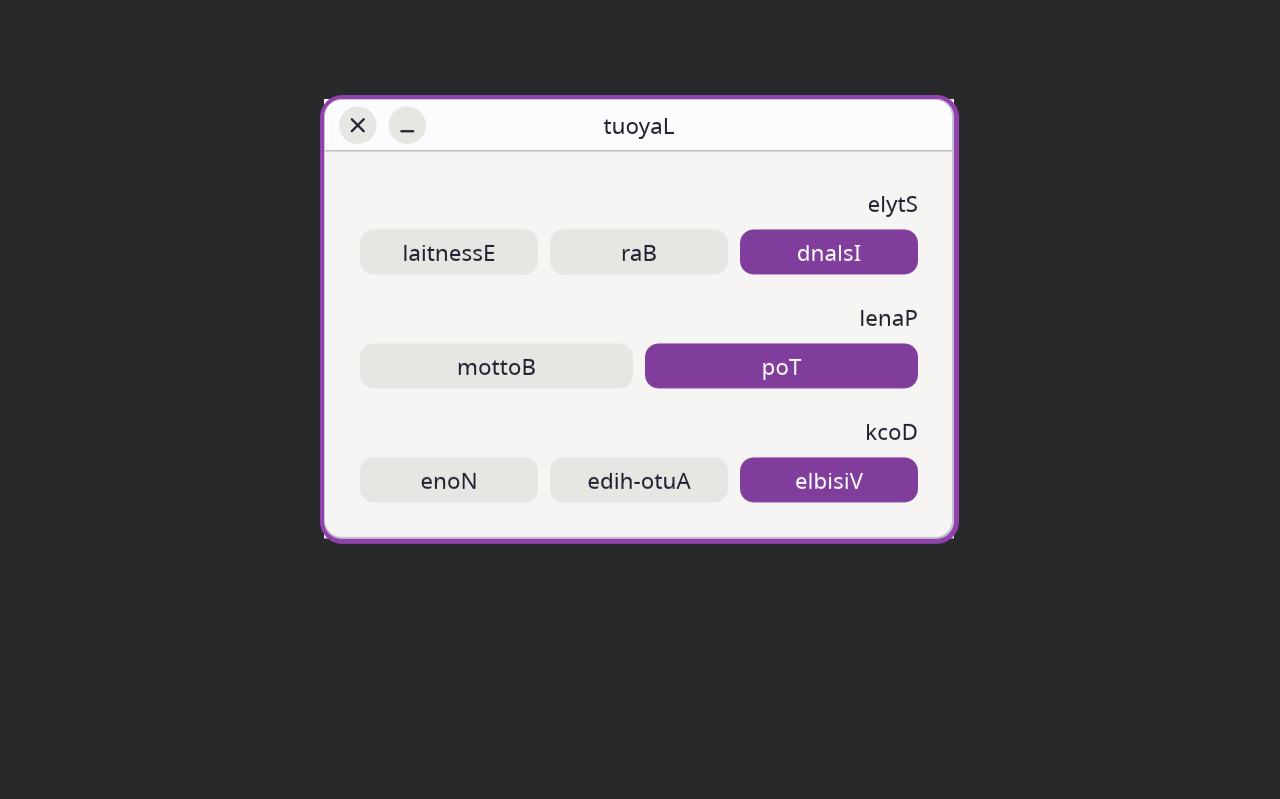 tuoyaL
elytS
laitnessE raB dnalsI
lenaP
mottoB poT
kcoD
enoN edih-otuA elbisiV